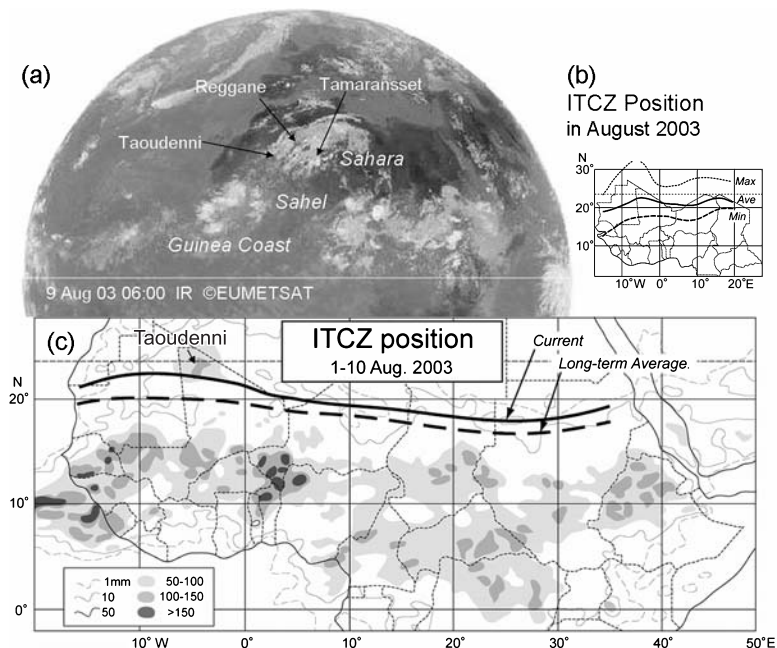 (a)
Reggane
Tamaransset
Taoudenni
Sahara
Sahel
Guinea Coast
9 Aug 03 06:00 IR ©EUMETSAT
(b)
ITCZ Position
in August 2003
N
30°
20°
10°
Max
Ave
Min
10°W 0° 10° 20°E
(c)
Taoudenni
ITCZ position
1-10 Aug. 2003
Current
Long-term Average.
N
20°
10°
0°
1mm 50-100
10 100-150
50 >150
10°W 0° 10° 20° 30° 40° 50°E